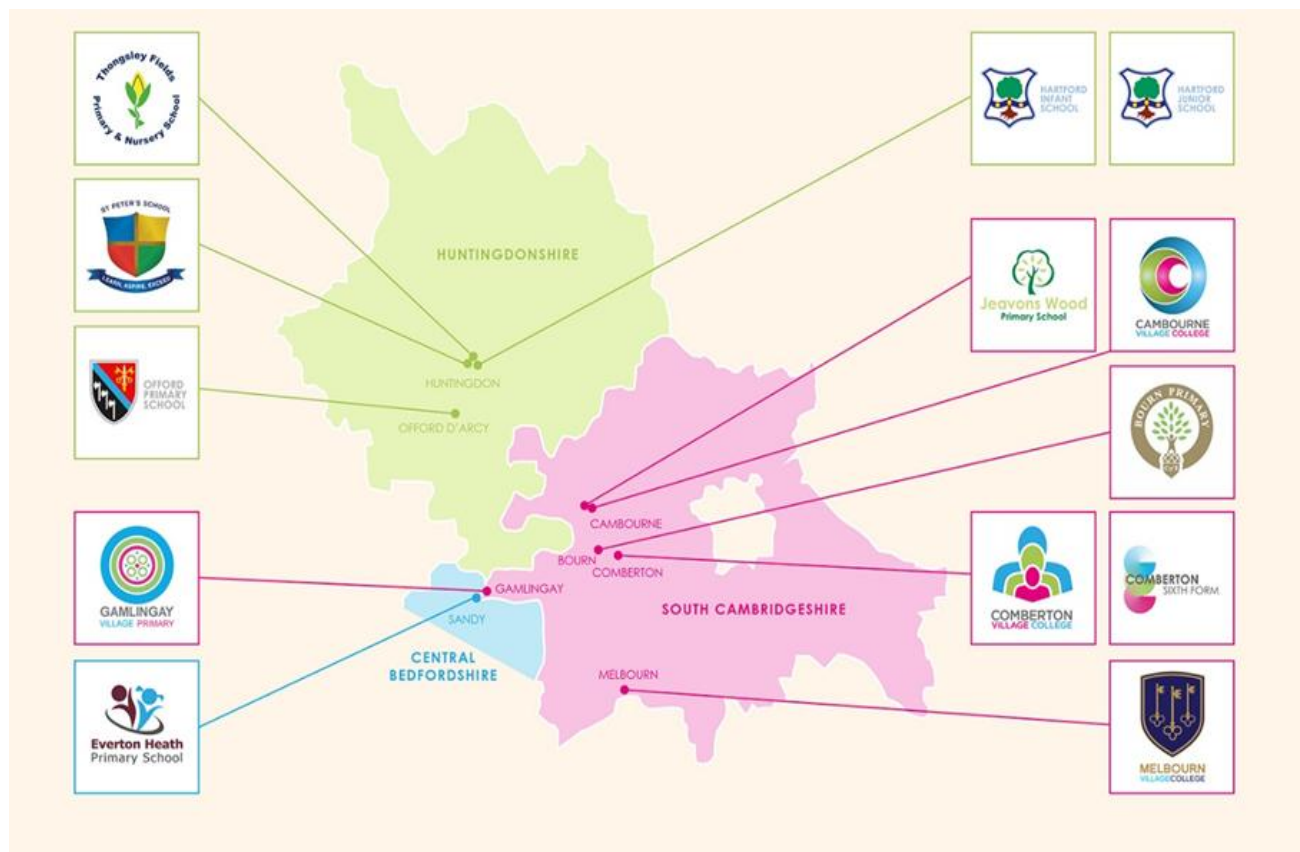 Thongsley Fields
Primary & Nursery School
ST PETER'S SCHOOL
LEARN, ASPIRE, EXCEED
OFFORD
PRIMARY
SCHOOL
GAMLINGAY
VILLAGE PRIMARY
Everton Heath
Primary School
HUNTINGDONSHIRE
HUNTINGDON
OFFORD D'ARCY
CAMBOURNE
BOURN
COMBERTON
GAMLINGAY
SANDY
SOUTH CAMBRIDGESHIRE
CENTRAL
BEDFORDSHIRE
MELBOURN
HARTFORD
INFANT
SCHOOL
HARTFORD
JUNIOR
SCHOOL
Jeavons Wood
Primary School
CAMBOURNE
VILLAGE COLLEGE
BOURN PRIMARY
COMBERTON
VILLAGE COLLEGE
COMBERTON
SIXTH FORM
MELBOURN
VILLAGECOLLEGE